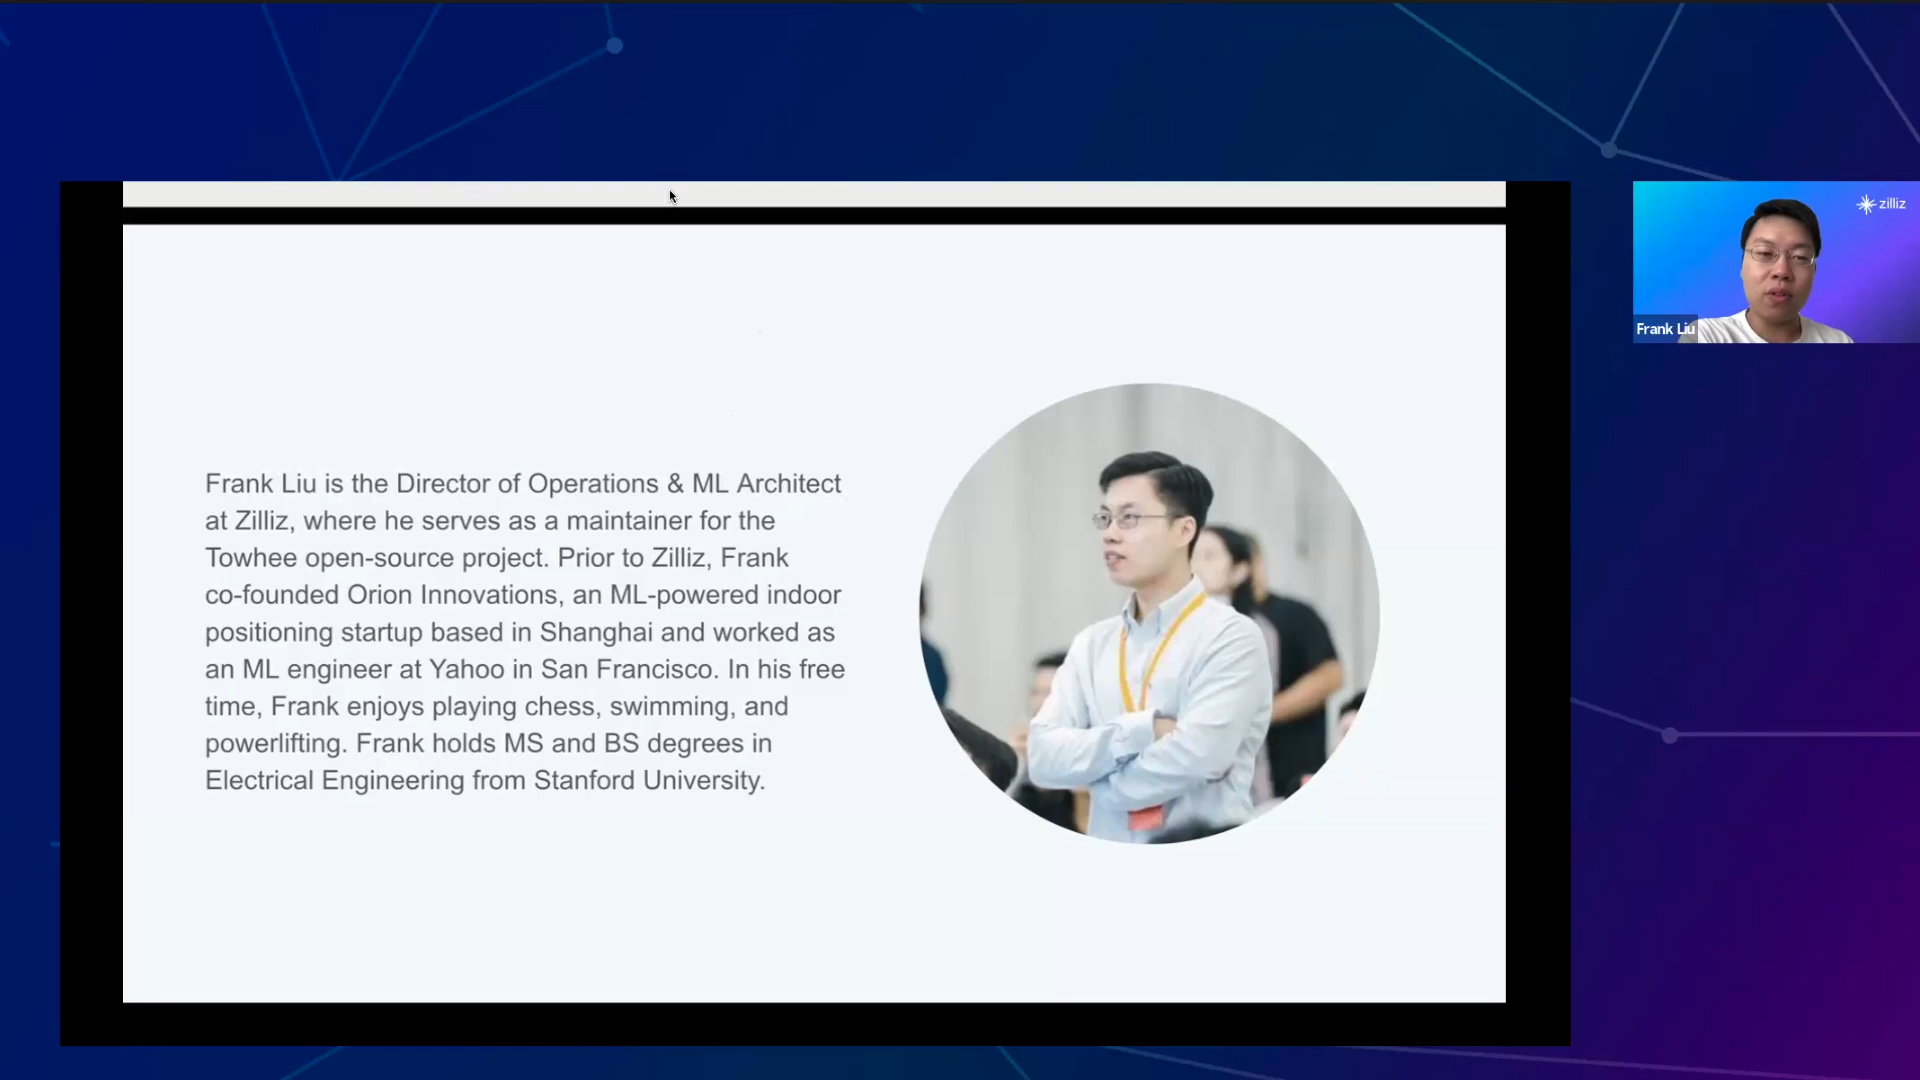 Frank Liu is the Director of Operations & ML Architect
at Zilliz, where he serves as a maintainer for the
Towhee open-source project. Prior to Zilliz, Frank
co-founded Orion Innovations, an ML-powered indoor
positioning startup based in Shanghai and worked as
an ML engineer at Yahoo in San Francisco. In his free
time, Frank enjoys playing chess, swimming, and
powerlifting. Frank holds MS and BS degrees in
Electrical Engineering from Stanford University.
zilliz
Frank Liu